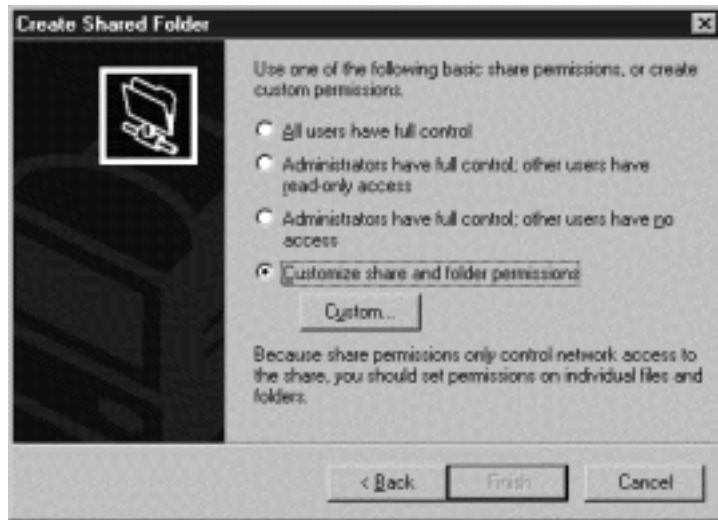 Create Shared Folder
Use one of the following basic share permissions, or create
custom permissions.
All users have full control
Administrators have full control; other users have
read-only access
Administrators have full control; other users have no
access
Customize share and folder permissions
Custom...
Because share permissions only control network access to
the share, you should set permissions on individual files and
folders.
< Back Finish Cancel